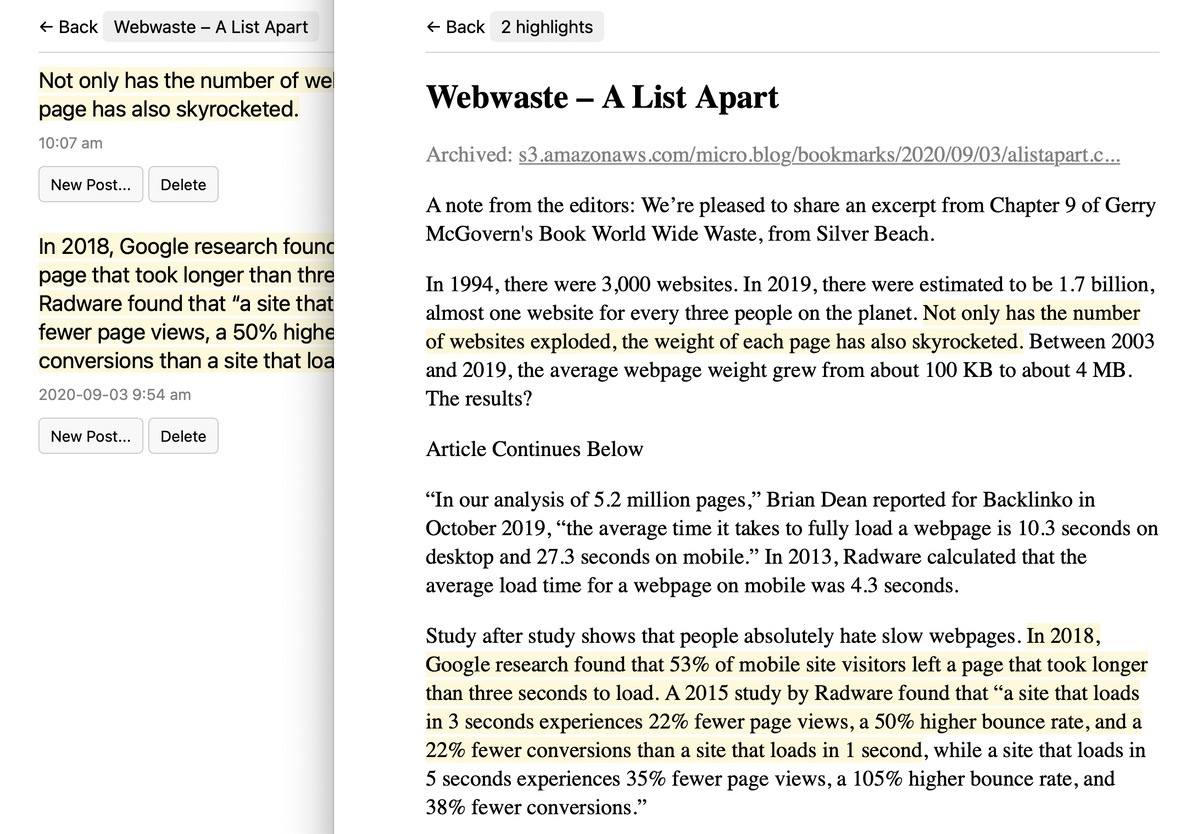 ← Back Webwaste – A List Apart
Not only has the number of
page has also skyrocketed.
10:07 am
New Post... Delete
In 2018, Google research found
page that took longer than
Radware found that “a site that
fewer page views, a 50%
conversions than a site that
2020-09-03 9:54 am
New Post... Delete
← Back 2 highlights
Webwaste – A List Apart
Archived: s3.amazonaws.com/micro.blog/bookmarks/2020/09/03/alistapart.c...
A note from the editors: We’re pleased to share an excerpt from Chapter 9 of Gerry
McGovern's Book World Wide Waste, from Silver Beach.
In 1994, there were 3,000 websites. In 2019, there were estimated to be 1.7 billion,
almost one website for every three people on the planet. Not only has the number
of websites exploded, the weight of each page has also skyrocketed. Between 2003
and 2019, the average webpage weight grew from about 100 KB to about 4 MB.
The results?
Article Continues Below
“In our analysis of 5.2 million pages,” Brian Dean reported for Backlinko in
October 2019, “the average time it takes to fully load a webpage is 10.3 seconds on
desktop and 27.3 seconds on mobile.” In 2013, Radware calculated that the
average load time for a webpage on mobile was 4.3 seconds.
Study after study shows that people absolutely hate slow webpages. In 2018,
Google research found that 53% of mobile site visitors left a page that took longer
than three seconds to load. A 2015 study by Radware found that “a site that loads
in 3 seconds experiences 22% fewer page views, a 50% higher bounce rate, and a
22% fewer conversions than a site that loads in 1 second, while a site that loads in
5 seconds experiences 35% fewer page views, a 105% higher bounce rate, and
38% fewer conversions.”